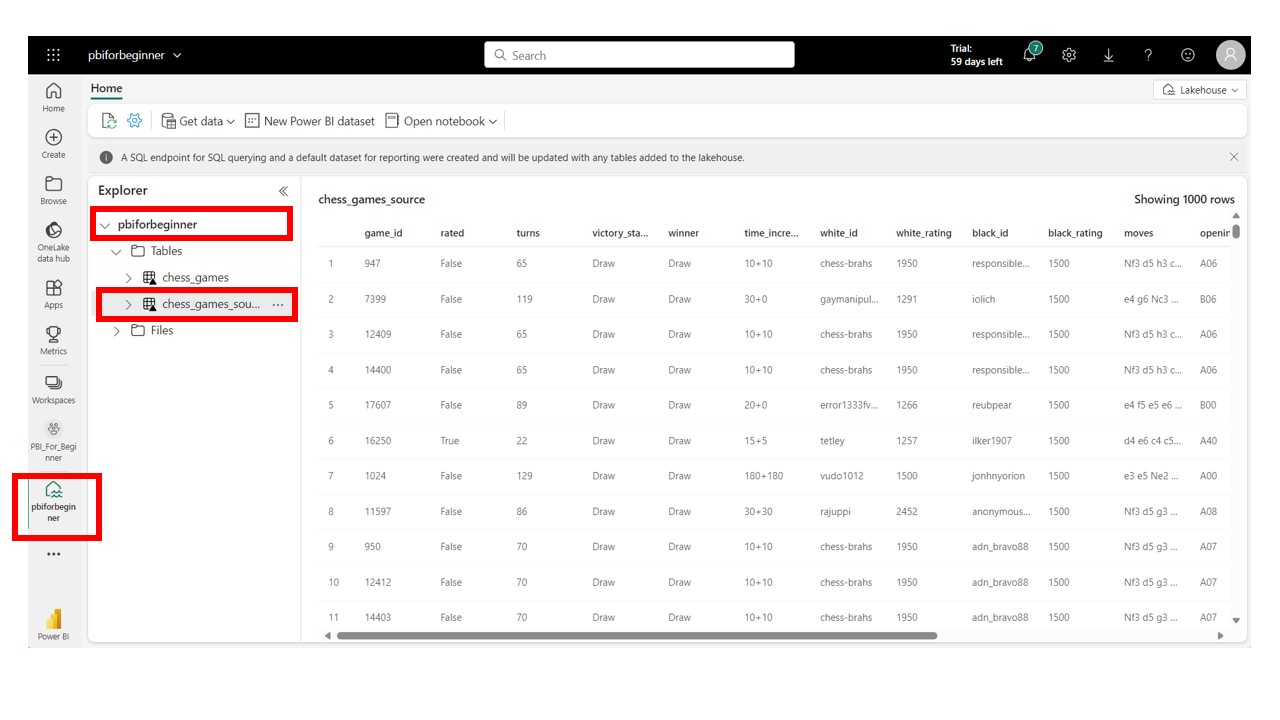 pbiforbeginner
Search
Trial:
59 days left
7
Home
Create
Browse
OneLake
data hub
Apps
Metrics
Workspaces
PBI_For_Begi
nner
pbiforbegin
ner
...
Power BI
Home
Lakehouse
Get data
New Power BI dataset
Open notebook
A SQL endpoint for SQL querying and a default dataset for reporting were created and will be updated with any tables added to the lakehouse.
Explorer
pbiforbeginner
Tables
chess_games
chess_games_sou... ...
Files
chess_games_source Showing 1000 rows
game_id rated turns victory_sta... winner time_incre... white_id white_rating black_id black_rating moves openin
1 947 False 65 Draw Draw 10+10 chess-brahs 1950 responsible... 1500 Nf3 d5 h3 c... A06
2 7399 False 119 Draw Draw 30+0 gaymanipul... 1291 iolich 1500 e4 g6 Nc3 ... B06
3 12409 False 65 Draw Draw 10+10 chess-brahs 1950 responsible... 1500 Nf3 d5 h3 c... A06
4 14400 False 65 Draw Draw 10+10 chess-brahs 1950 responsible... 1500 Nf3 d5 h3 c... A06
5 17607 False 89 Draw Draw 20+0 error1333fv... 1266 reubpear 1500 e4 f5 e5 e6 ... B00
6 16250 True 22 Draw Draw 15+5 tetley 1257 ilker1907 1500 d4 e6 c4 c5... A40
7 1024 False 129 Draw Draw 180+180 vudo1012 1500 jonhnyorion 1500 e3 e5 Ne2 ... A00
8 11597 False 86 Draw Draw 30+30 rajuppi 2452 anonymous... 1500 Nf3 d5 g3 ... A08
9 950 False 70 Draw Draw 10+10 chess-brahs 1950 adn_bravo88 1500 Nf3 d5 g3 ... A07
10 12412 False 70 Draw Draw 10+10 chess-brahs 1950 adn_bravo88 1500 Nf3 d5 g3 ... A07
11 14403 False 70 Draw Draw 10+10 chess-brahs 1950 adn_bravo88 1500 Nf3 d5 g3 ... A07